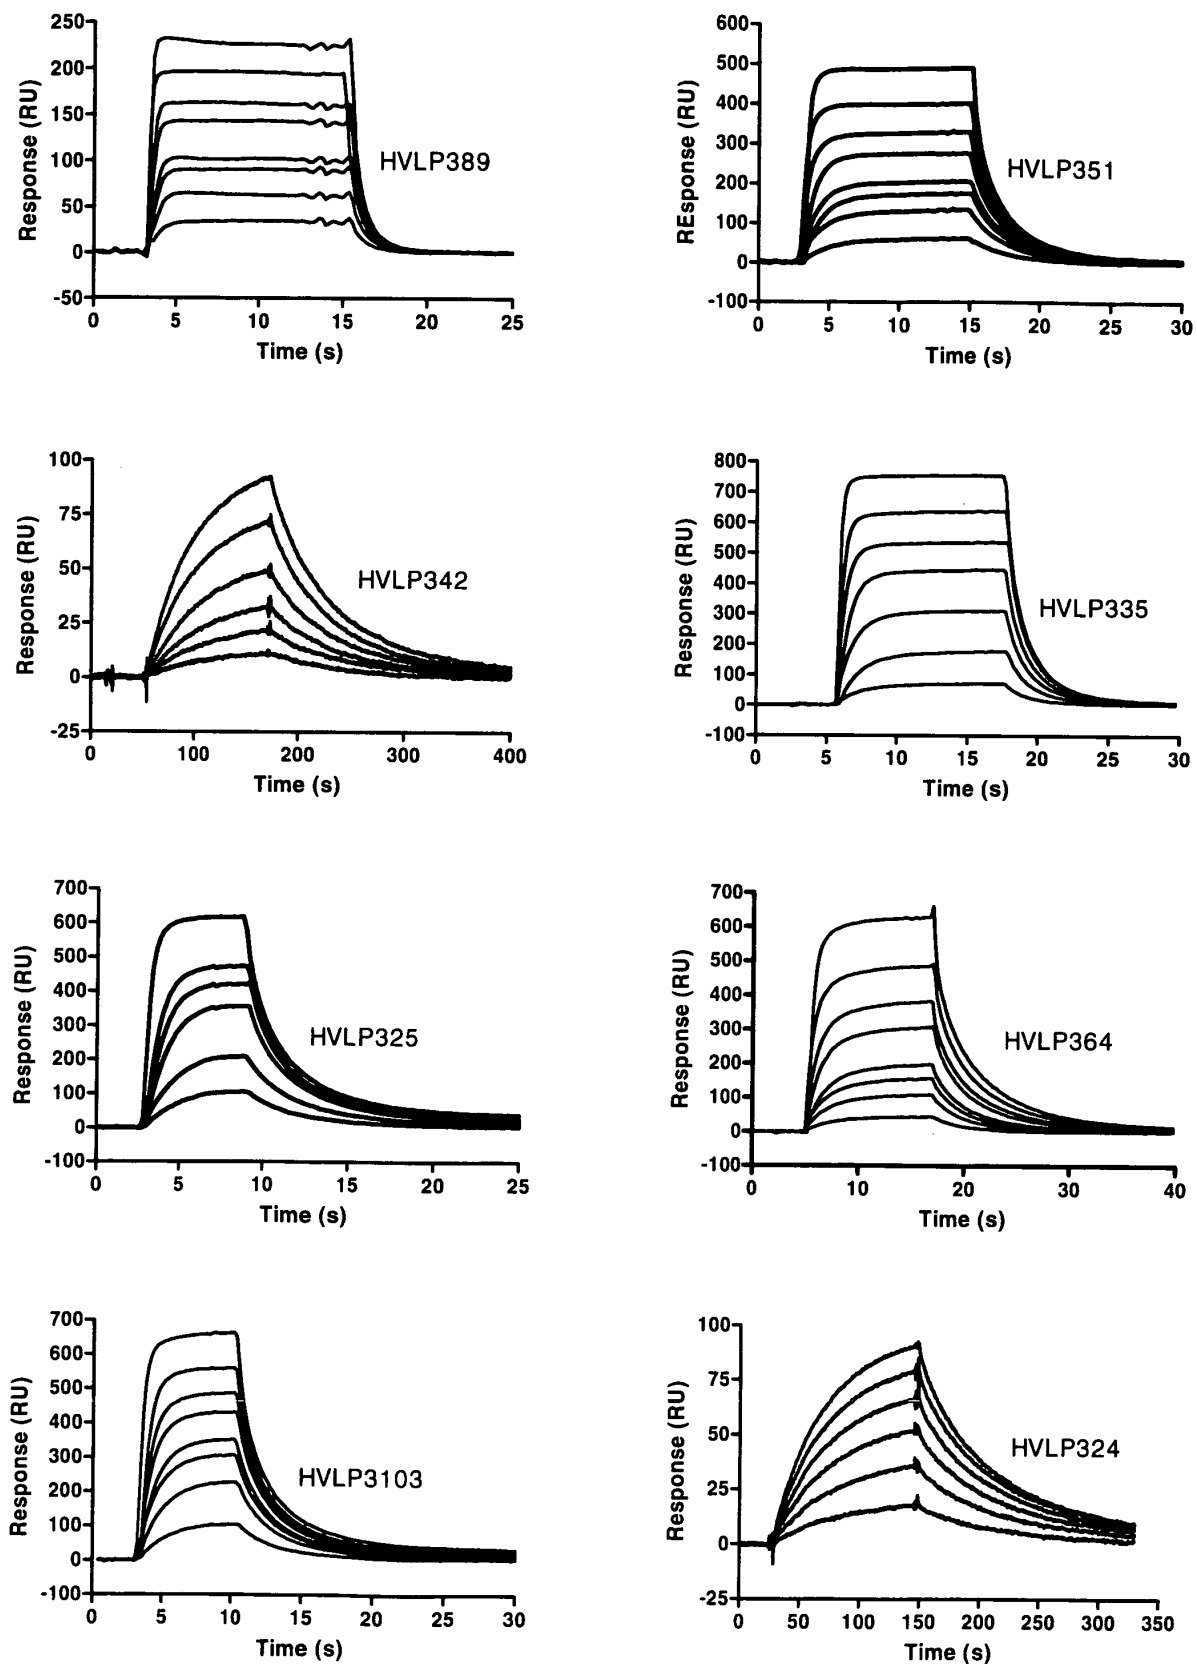 250
200
150
100
50
0
-50
Response (RU)
0 5 10 15 20 25
Time (s)
HVLP389
600
500
400
300
200
100
0
-100
REsponse (RU)
0 5 10 15 20 25 30
Time (s)
HVLP351
100
75
50
25
0
-25
Response (RU)
0 100 200 300 400
Time (s)
HVLP342
800
700
600
500
400
300
200
100
0
-100
Response (RU)
0 5 10 15 20 25 30
Time (s)
HVLP335
700
600
500
400
300
200
100
0
-100
Response (RU)
0 5 10 15 20 25
Time (s)
HVLP325
700
600
500
400
300
200
100
0
-100
Response (RU)
0 10 20 30 40
Time (s)
HVLP364
700
600
500
400
300
200
100
0
-100
Response (RU)
0 5 10 15 20 25 30
Time (s)
HVLP3103
100
75
50
25
0
-25
Response (RU)
0 50 100 150 200 250 300 350
Time (s)
HVLP324